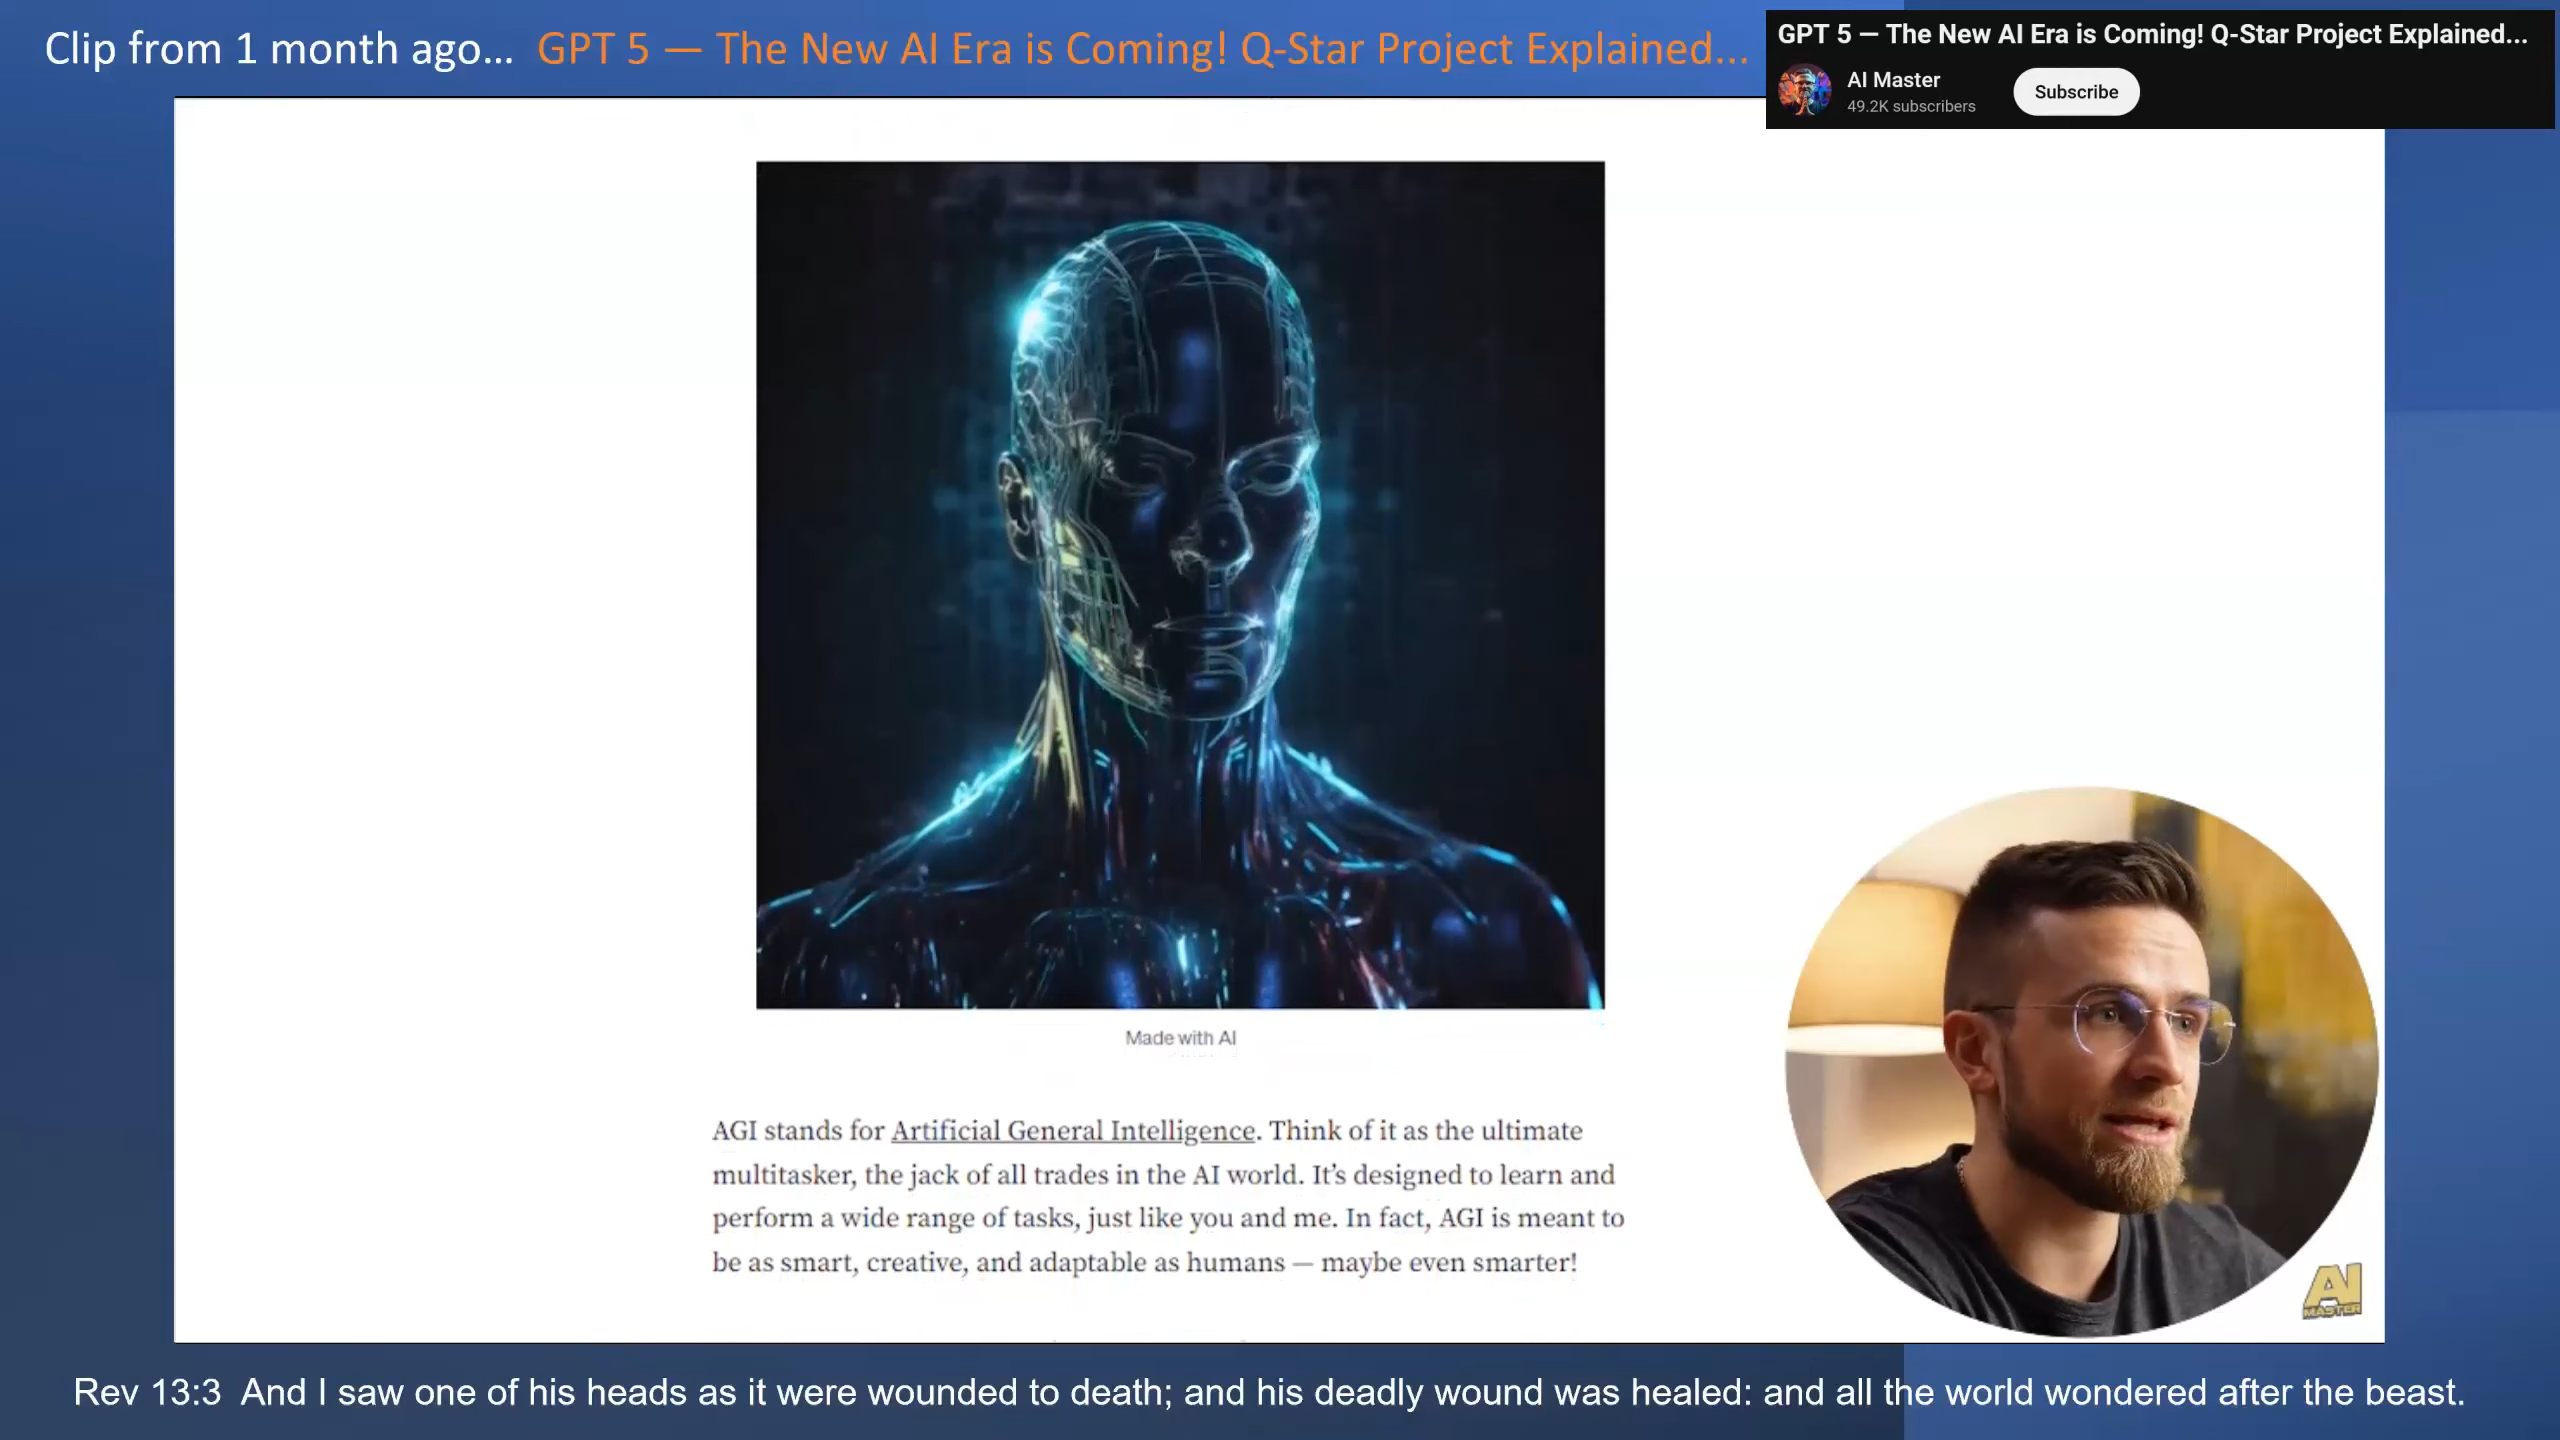 Clip from 1 month ago... GPT 5 — The New AI Era is Coming! Q-Star Project Explained...
GPT 5 — The New AI Era is Coming! Q-Star Project Explained...
AI Master
49.2K subscribers
Subscribe
Made with AI
AGI stands for Artificial General Intelligence. Think of it as the ultimate
multitasker, the jack of all trades in the AI world. It's designed to learn and
perform a wide range of tasks, just like you and me. In fact, AGI is meant to
be as smart, creative, and adaptable as humans — maybe even smarter!
AI
MASTER
Rev 13:3 And I saw one of his heads as it were wounded to death; and his deadly wound was healed: and all the world wondered after the beast.